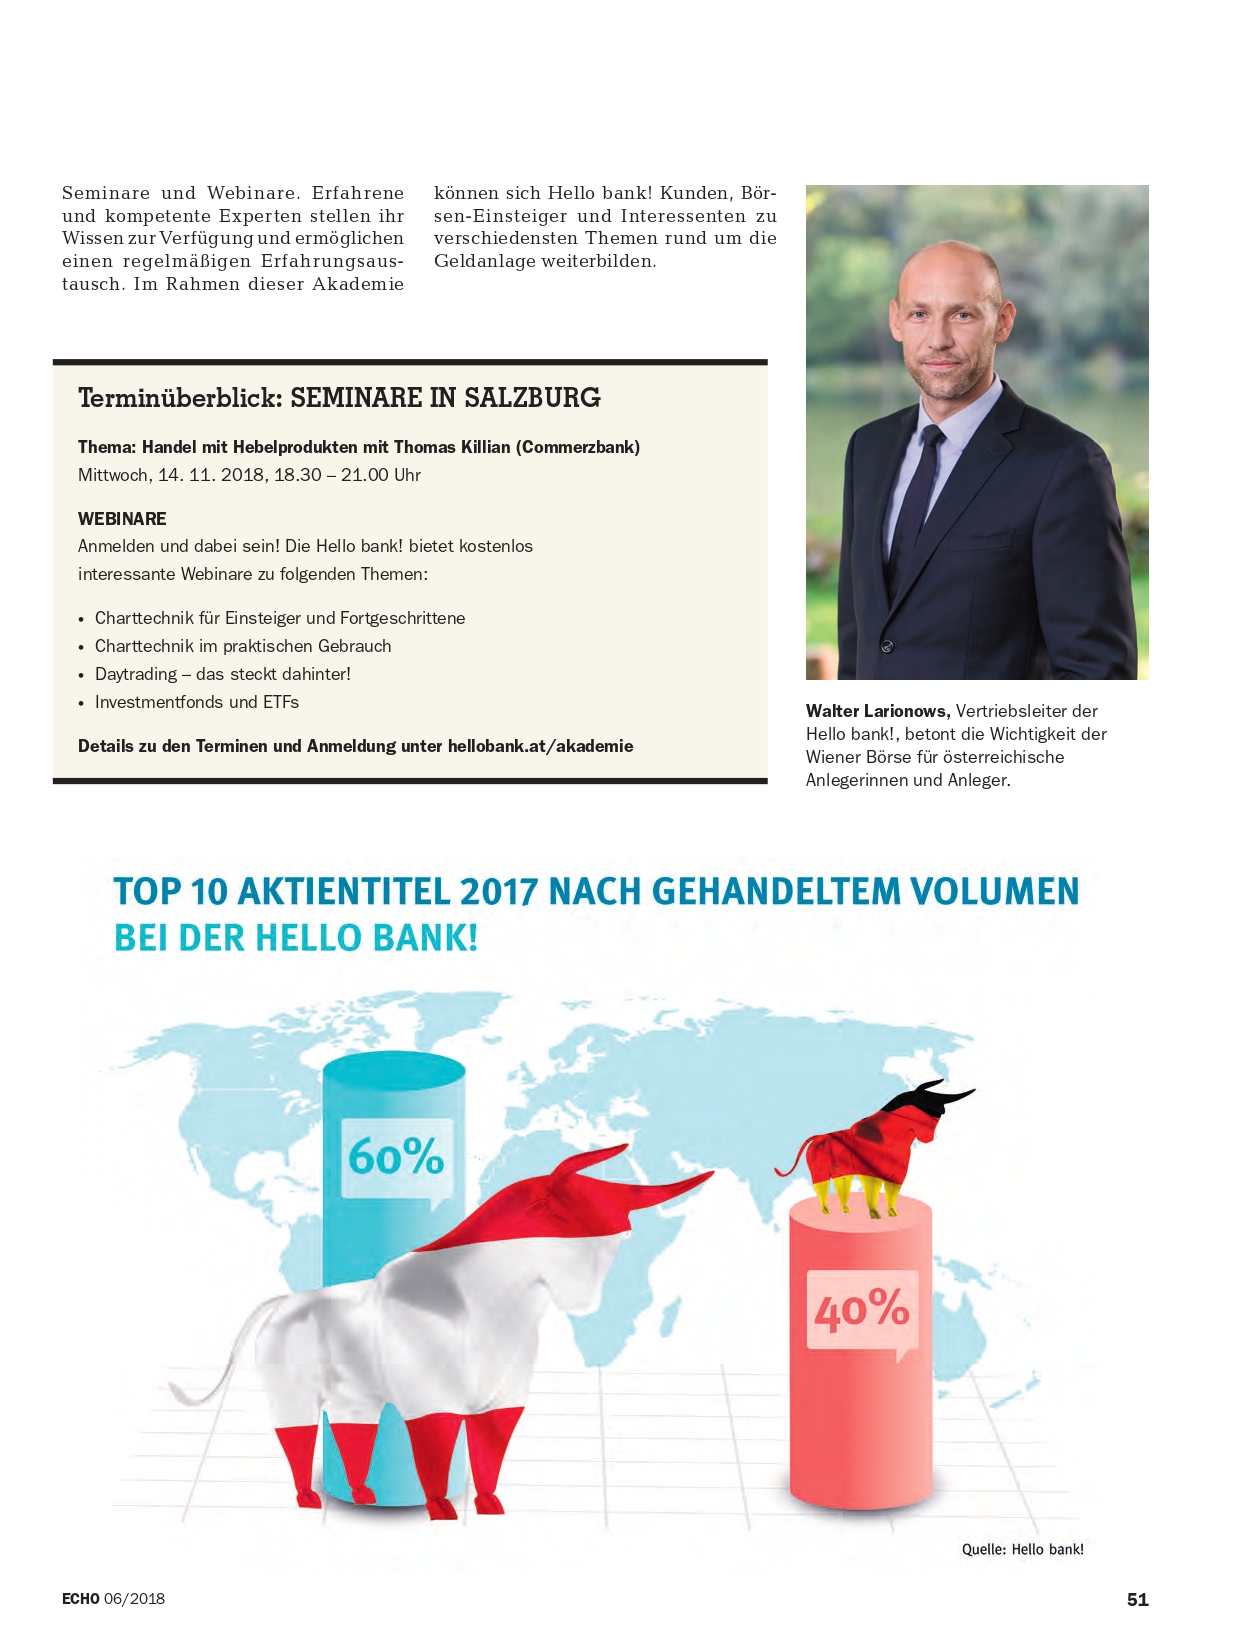 Seminare und Webinare. Erfahrene
und kompetente Experten stellen ihr
Wissen zur Verfügung und ermöglichen
einen regelmäßigen Erfahrungsaus-
tausch. Im Rahmen dieser Akademie
können sich Hello bank! Kunden, Bör-
sen-Einsteiger und Interessenten zu
verschiedensten Themen rund um die
Geldanlage weiterbilden.
Terminüberblick: SEMINARE IN SALZBURG
Thema: Handel mit Hebelprodukten mit Thomas Killian (Commerzbank)
Mittwoch, 14. 11. 2018, 18.30 – 21.00 Uhr
WEBINARE
Anmelden und dabei sein! Die Hello bank! bietet kostenlos
interessante Webinare zu folgenden Themen:
• Charttechnik für Einsteiger und Fortgeschrittene
• Charttechnik im praktischen Gebrauch
• Daytrading – das steckt dahinter!
• Investmentfonds und ETFs
Details zu den Terminen und Anmeldung unter hellobank.at/akademie
Walter Larionows, Vertriebsleiter der
Hello bank!, betont die Wichtigkeit der
Wiener Börse für österreichische
Anlegerinnen und Anleger.
TOP 10 AKTIENTITEL 2017 NACH GEHANDELTEM VOLUMEN
BEI DER HELLO BANK!
60%
40%
Quelle: Hello bank!
ECHO 06/2018
51